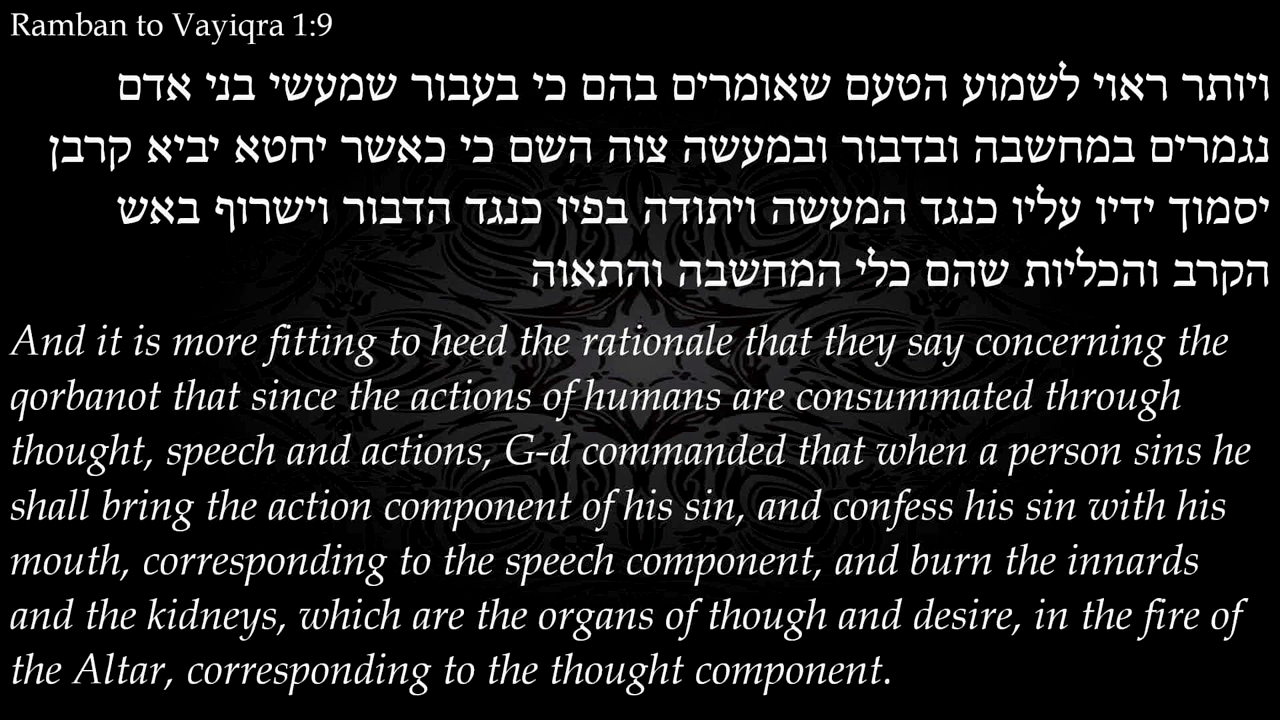 Ramban to Vayiqra 1:9
ויותר ראוי לשמוע הטעם שאומרים בהם כי בעבור שמעשי בני אדם
נגמרים במחשבה ובדבור ובמעשה צוה השם כי כאשר יחטא יביא קרבן
יסמוך ידיו עליו כנגד המעשה ויתודה בפיו כנגד הדבור וישרוף באש
הקרב והכליות שהם כלי המחשבה והתאוה
And it is more fitting to heed the rationale that they say concerning the
qorbanot that since the actions of humans are consummated through
thought, speech and actions, G-d commanded that when a person sins he
shall bring the action component of his sin, and confess his sin with his
mouth, corresponding to the speech component, and burn the innards
and the kidneys, which are the organs of though and desire, in the fire of
the Altar, corresponding to the thought component.